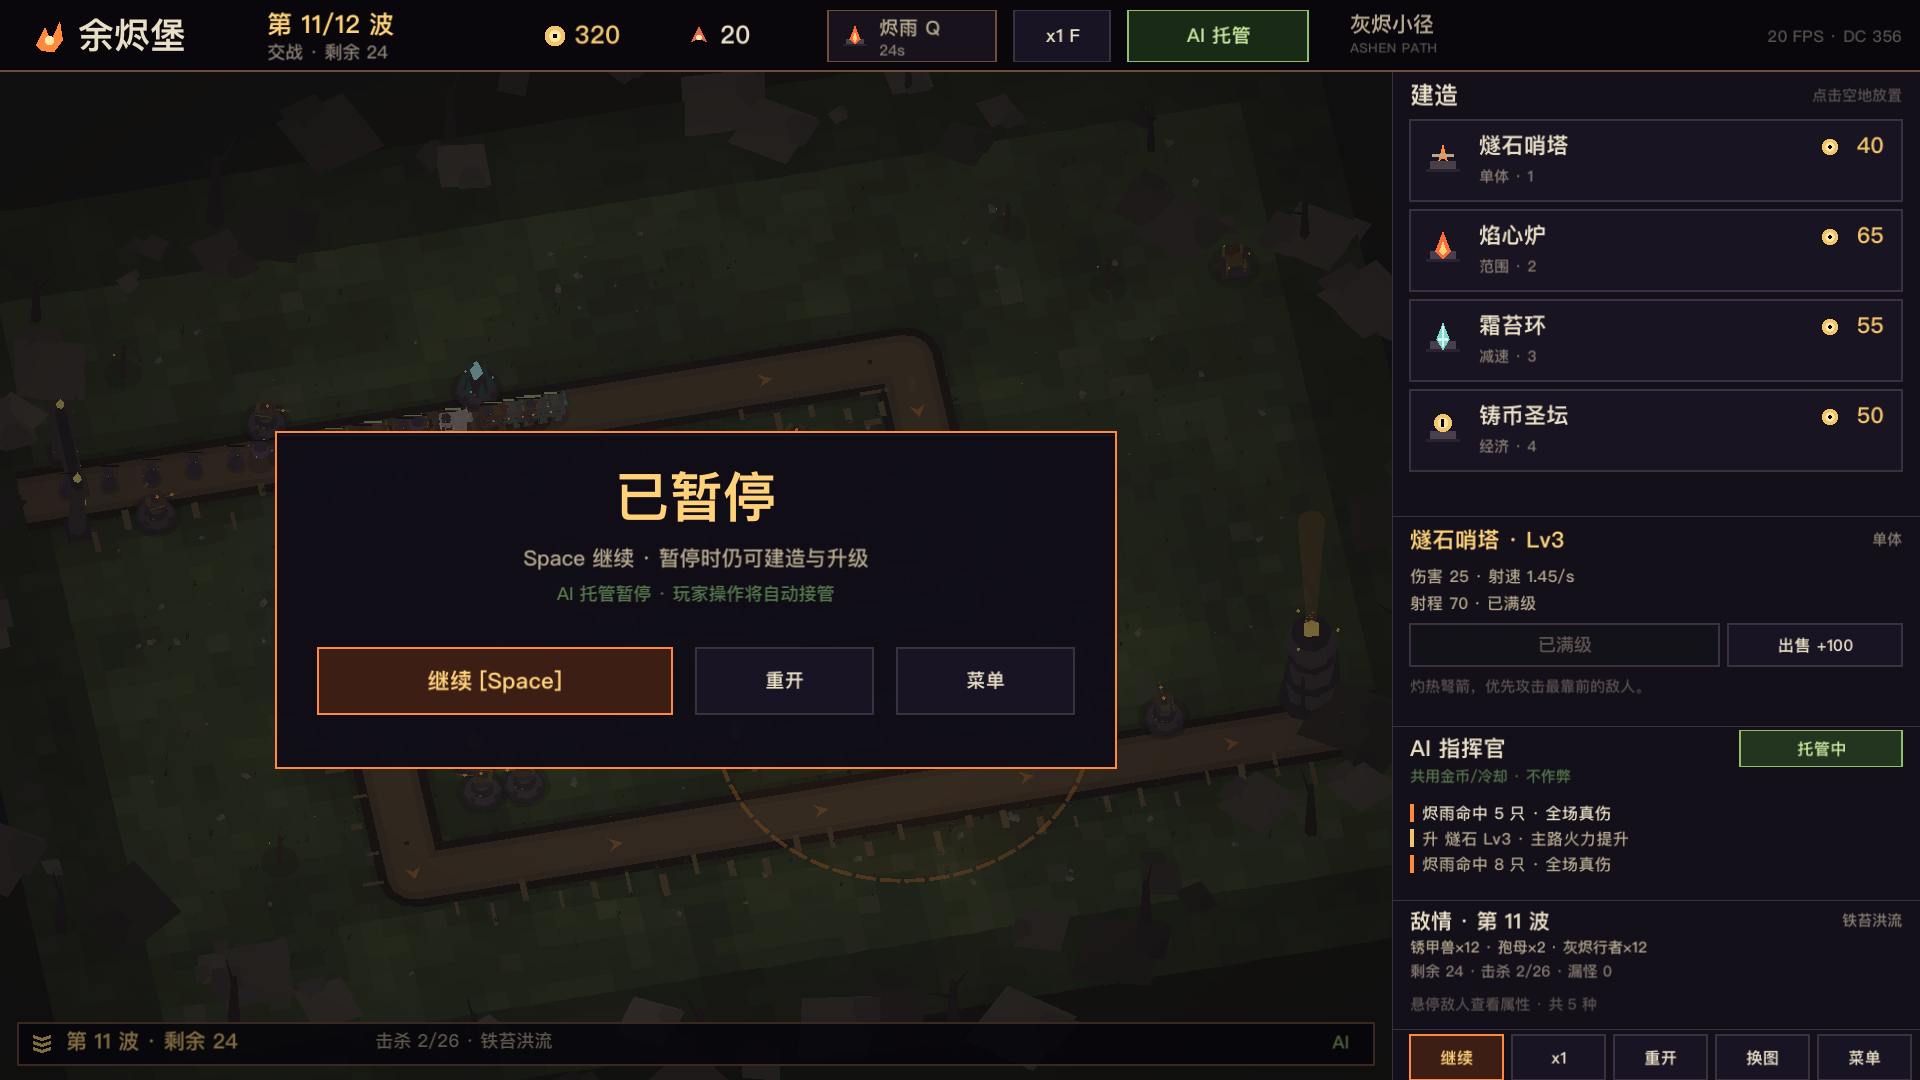 余烬堡
第 11/12 波
交战 · 剩余 24
320
20
烬雨 Q
24s
x1 F
AI 托管
灰烬小径
ASHEN PATH
20 FPS · DC 356
建造
点击空地放置
燧石哨塔
40
单体 · 1
焰心炉
65
范围 · 2
霜苔环
55
减速 · 3
铸币圣坛
50
经济 · 4
已暂停
Space 继续 · 暂停时仍可建造与升级
AI 托管暂停 · 玩家操作将自动接管
继续 [Space]
重开
菜单
燧石哨塔 · Lv3
单体
伤害 25 · 射速 1.45/s
射程 70 · 已满级
已满级
出售 +100
灼热弩箭，优先攻击最靠前的敌人。
AI 指挥官
托管中
共用金币/冷却 · 不作弊
烬雨命中 5 只 · 全场真伤
升 燧石 Lv3 · 主路火力提升
烬雨命中 8 只 · 全场真伤
敌情 · 第 11 波
铁苔洪流
锈甲兽×12 · 孢母×2 · 灰烬行者×12
剩余 24 · 击杀 2/26 · 漏怪 0
悬停敌人查看属性 · 共 5 种
第 11 波 · 剩余 24
击杀 2/26 · 铁苔洪流
AI
继续
x1
重开
换图
菜单